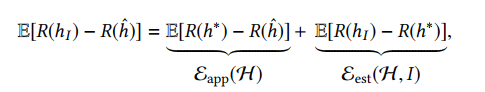 𝔼[R(h_I) − R(ĥ)] = 𝔼[R(h*) − R(ĥ)] + 𝔼[R(h_I) − R(h*)],
ℰ_app(ℋ) ℰ_est(ℋ, I)